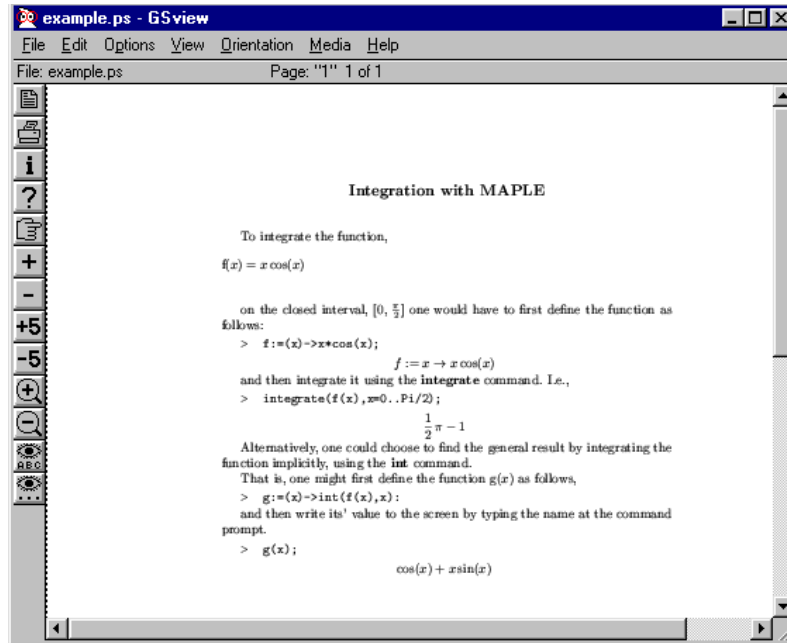 example.ps - GSview
File Edit Options View Orientation Media Help
File: example.ps Page: "1" 1 of 1
i
?
+
-
+5
-5
ABC
Integration with MAPLE
To integrate the function,
f(x) = x cos(x)
on the closed interval, [0, π/2] one would have to first define the function as
follows:
> f:=(x)->x*cos(x);
f := x → x cos(x)
and then integrate it using the integrate command. I.e.,
> integrate(f(x),x=0..Pi/2);
1/2 π − 1
Alternatively, one could choose to find the general result by integrating the
function implicitly, using the int command.
That is, one might first define the function g(x) as follows,
> g:=(x)->int(f(x),x):
and then write its' value to the screen by typing the name at the command
prompt.
> g(x);
cos(x) + x sin(x)